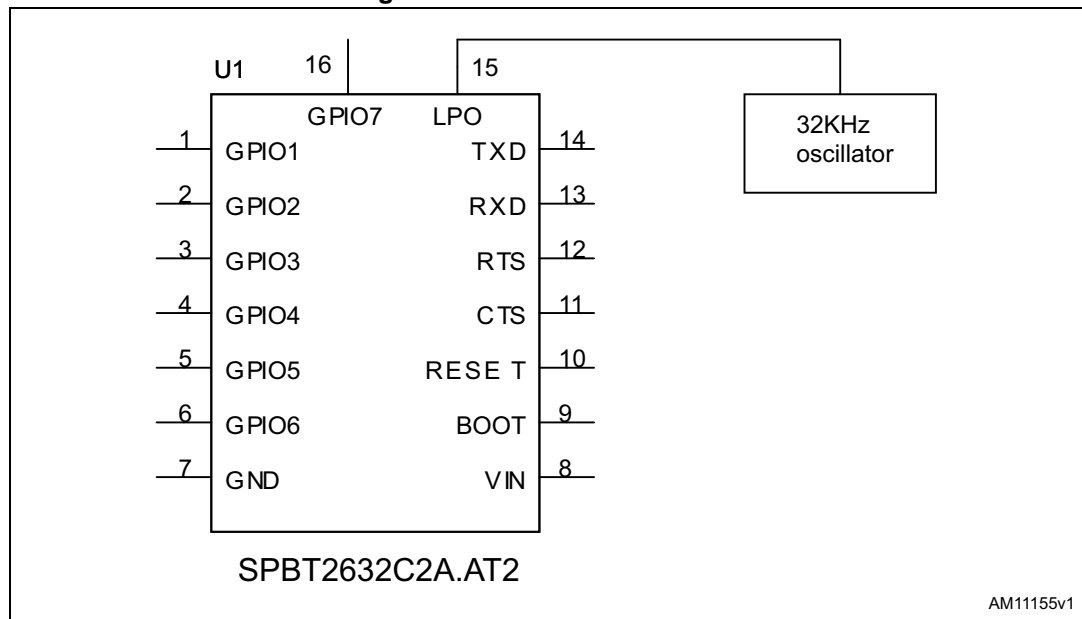 g
U1 16 15
GPIO7 LPO
1 GPIO1 TXD 14
2 GPIO2 RXD 13
3 GPIO3 RTS 12
4 GPIO4 CTS 11
5 GPIO5 RESE T 10
6 GPIO6 BOOT 9
7 GND VIN 8
32KHz
oscillator
SPBT2632C2A.AT2
AM11155v1